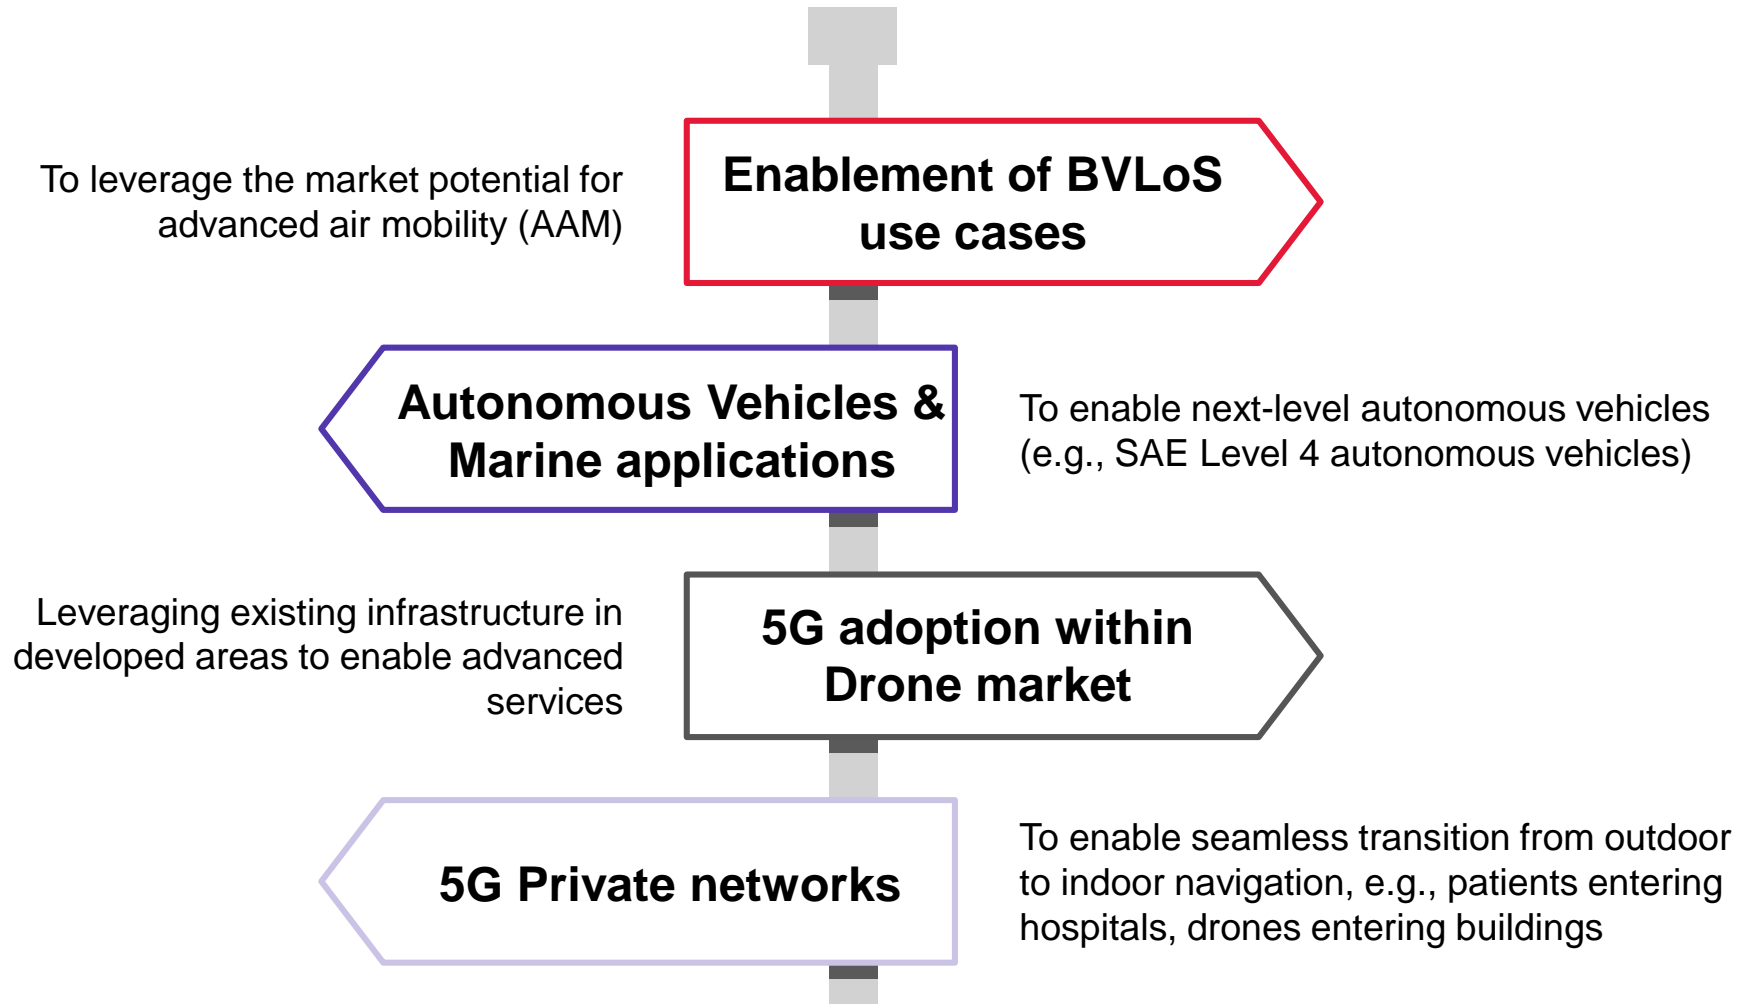 To leverage the market potential for
advanced air mobility (AAM)
Enablement of BVLoS
use cases
Autonomous Vehicles &
Marine applications
To enable next-level autonomous vehicles
(e.g., SAE Level 4 autonomous vehicles)
Leveraging existing infrastructure in
developed areas to enable advanced
services
5G adoption within
Drone market
5G Private networks
To enable seamless transition from outdoor
to indoor navigation, e.g., patients entering
hospitals, drones entering buildings